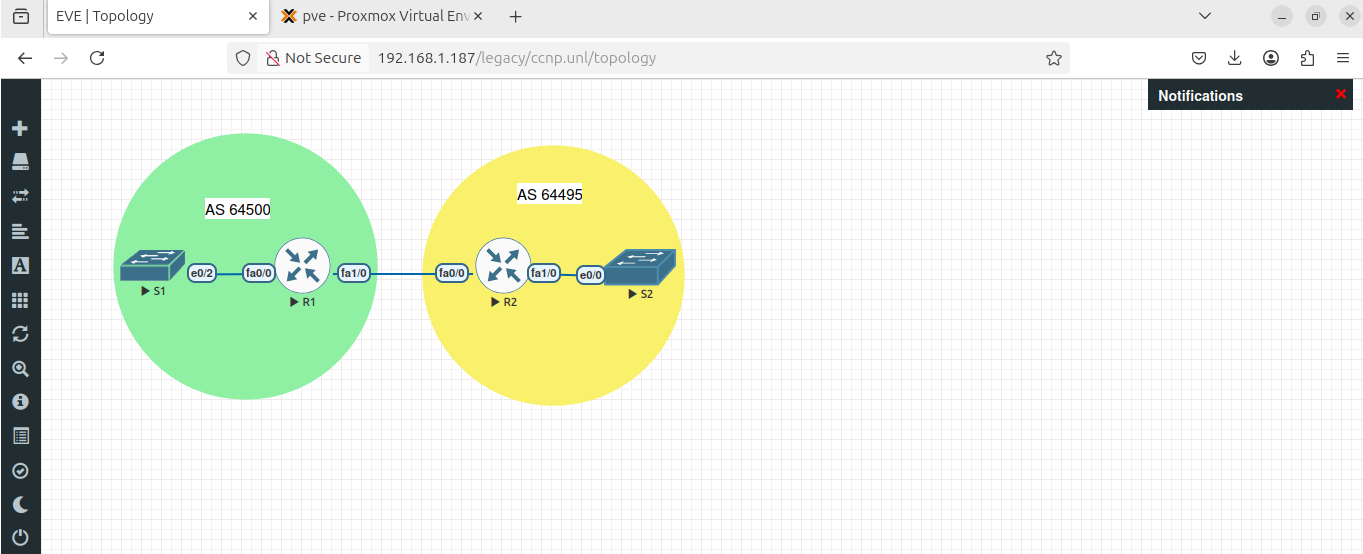 EVE | Topology
pve - Proxmox Virtual Env
Not Secure
192.168.1.187/legacy/ccnp.unl/topology
Notifications
AS 64500
AS 64495
e0/2
fa0/0
fa1/0
fa0/0
fa1/0
e0/0
S1
R1
R2
S2
A